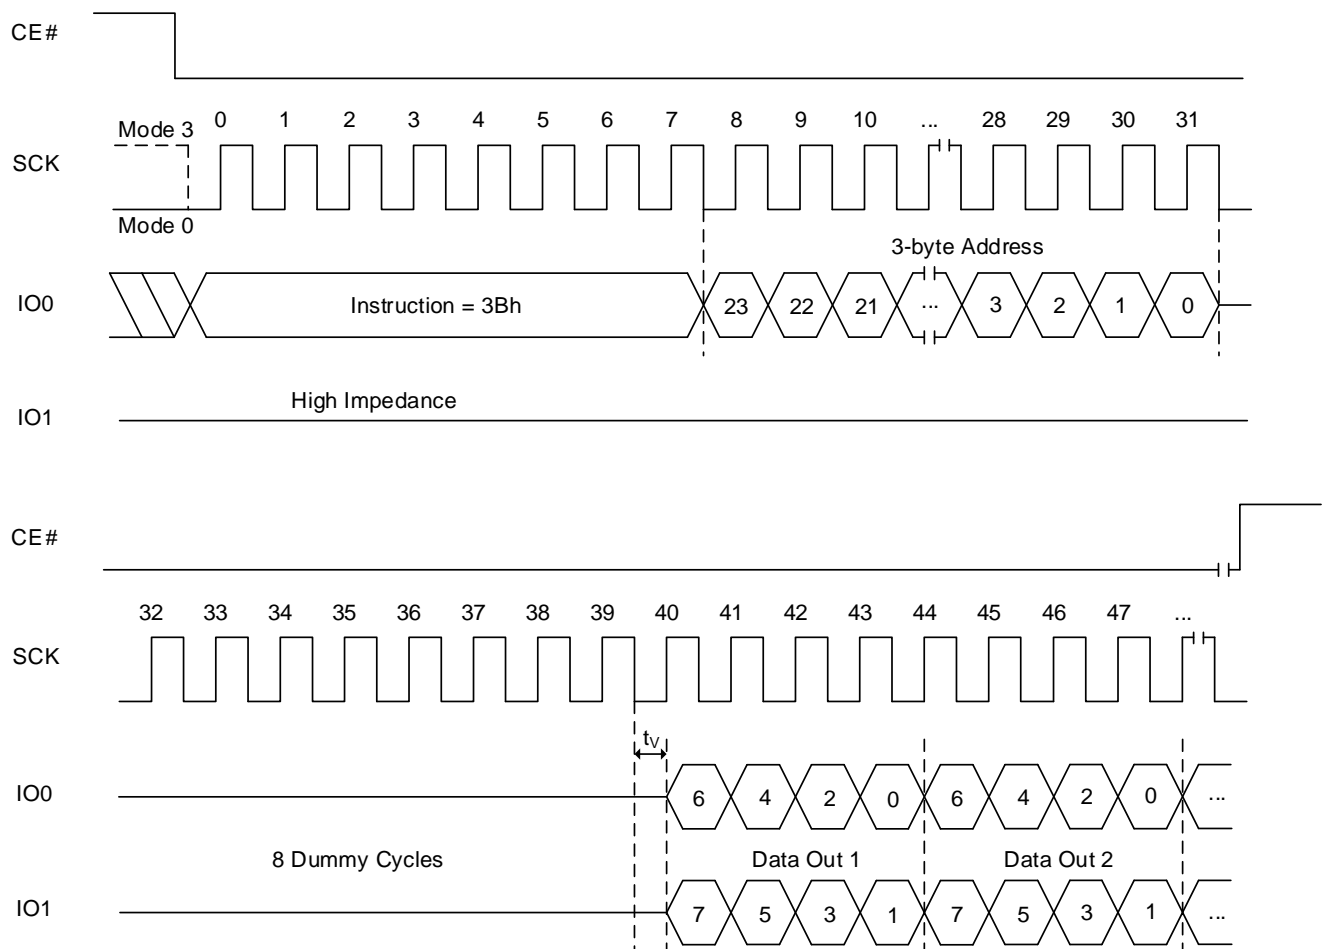 CE#
Mode 3 0 1 2 3 4 5 6 7 8 9 10 ... 28 29 30 31
SCK
Mode 0
3-byte Address
IO0 Instruction = 3Bh 23 22 21 ... 3 2 1 0
High Impedance
IO1
CE#
32 33 34 35 36 37 38 39 40 41 42 43 44 45 46 47 ...
SCK
tV
IO0 6 4 2 0 6 4 2 0 ...
8 Dummy Cycles Data Out 1 Data Out 2
IO1 7 5 3 1 7 5 3 1 ...